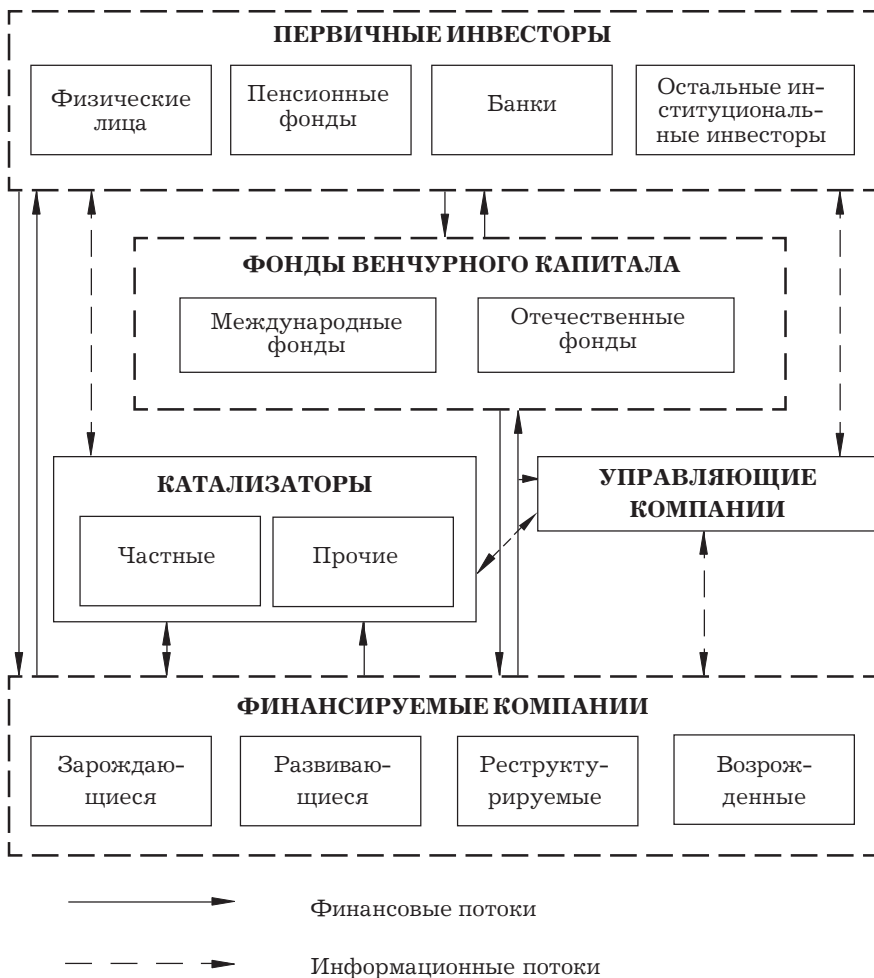 ПЕРВИЧНЫЕ ИНВЕСТОРЫ
Физические
лица
Пенсионные
фонды
Банки
Остальные ин-
ституциональ-
ные инвесторы
ФОНДЫ ВЕНЧУРНОГО КАПИТАЛА
Международные
фонды
Отечественные
фонды
КАТАЛИЗАТОРЫ
Частные
Прочие
УПРАВЛЯЮЩИЕ
КОМПАНИИ
ФИНАНСИРУЕМЫЕ КОМПАНИИ
Зарождаю-
щиеся
Развиваю-
щиеся
Реструкту-
рируемые
Возрож-
денные
Финансовые потоки
Информационные потоки